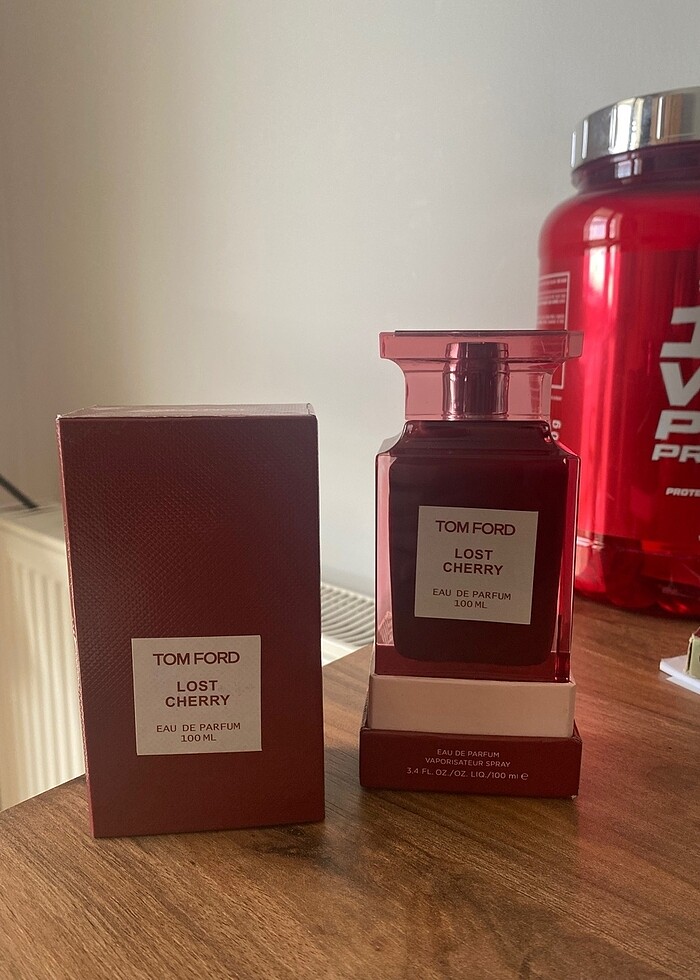 TOM FORD
LOST
CHERRY
EAU DE PARFUM
100 ML
TOM FORD
LOST
CHERRY
EAU DE PARFUM
100 ML
EAU DE PARFUM
VAPORISATEUR SPRAY
3.4 FL. OZ./OZ. LIQ./100 ml ℮